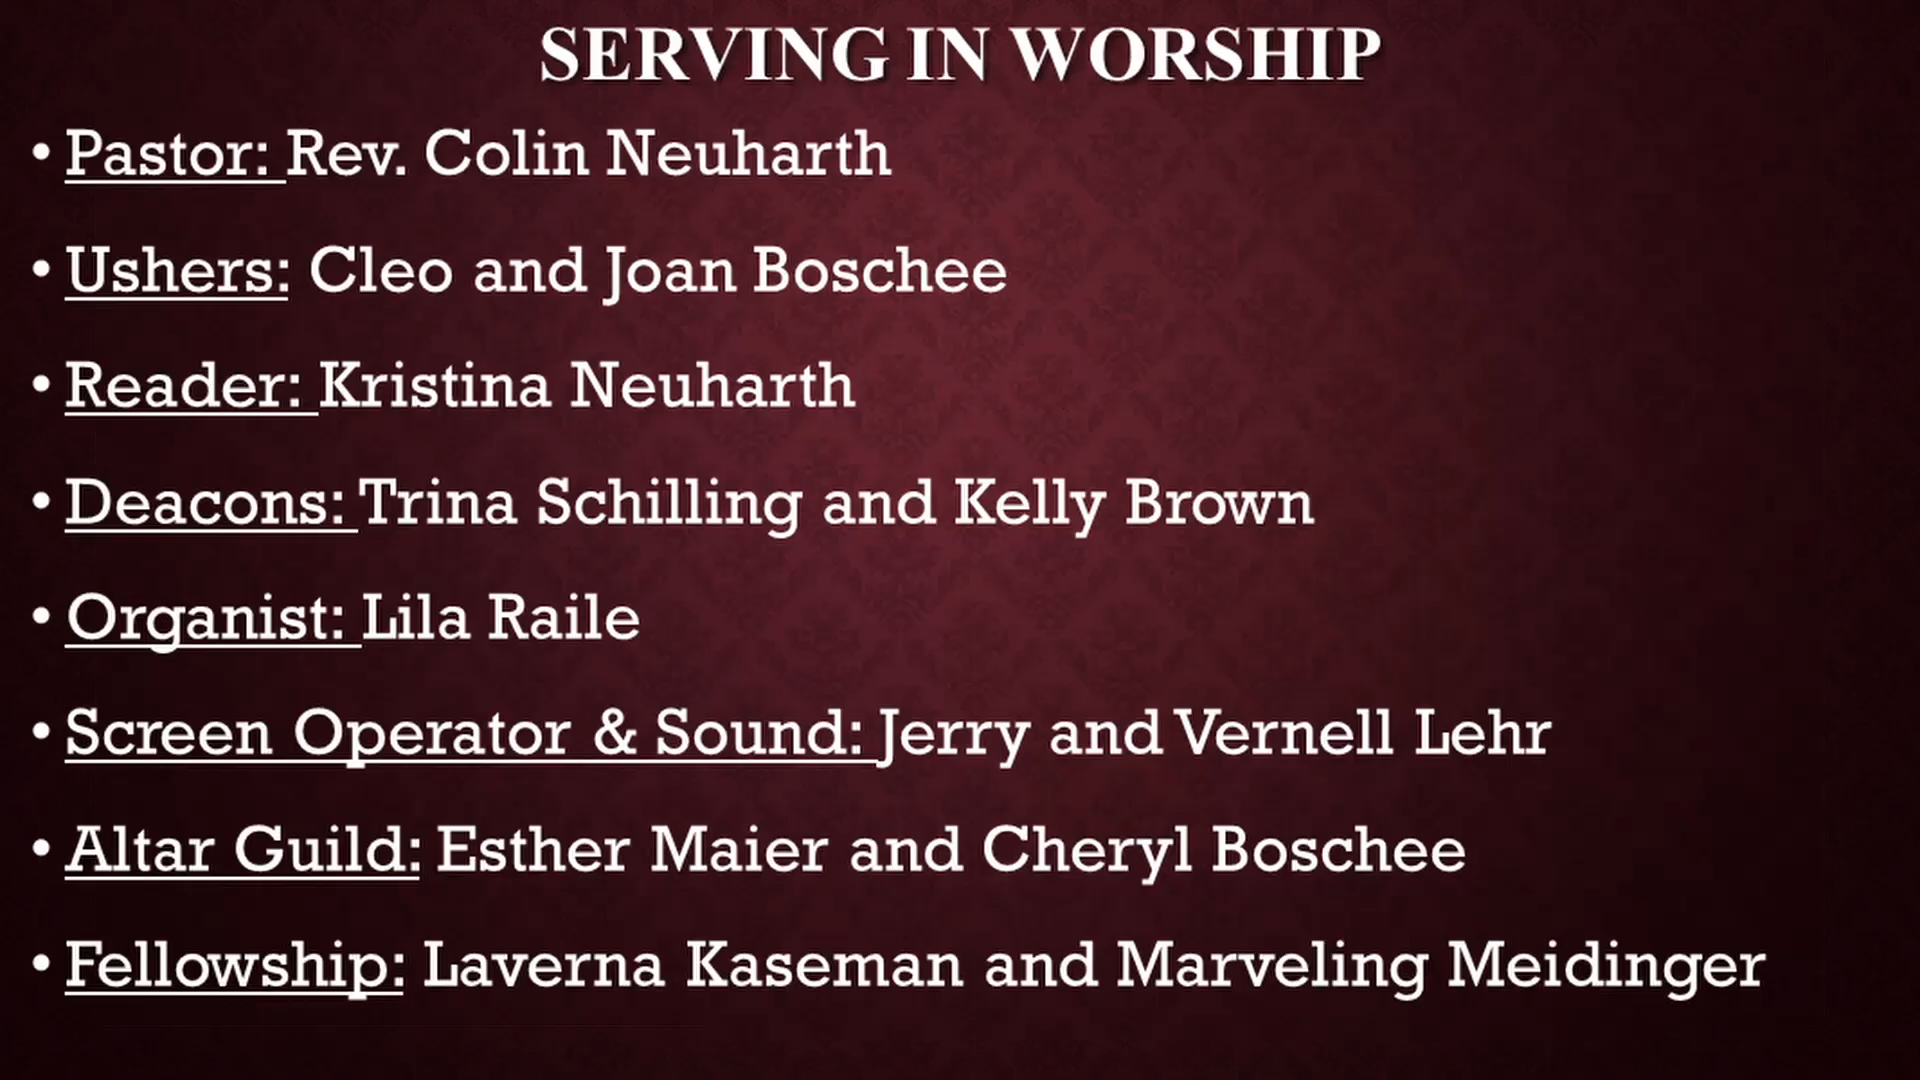 SERVING IN WORSHIP
• Pastor: Rev. Colin Neuharth
• Ushers: Cleo and Joan Boschee
• Reader: Kristina Neuharth
• Deacons: Trina Schilling and Kelly Brown
• Organist: Lila Raile
• Screen Operator & Sound: Jerry and Vernell Lehr
• Altar Guild: Esther Maier and Cheryl Boschee
• Fellowship: Laverna Kaseman and Marveling Meidinger